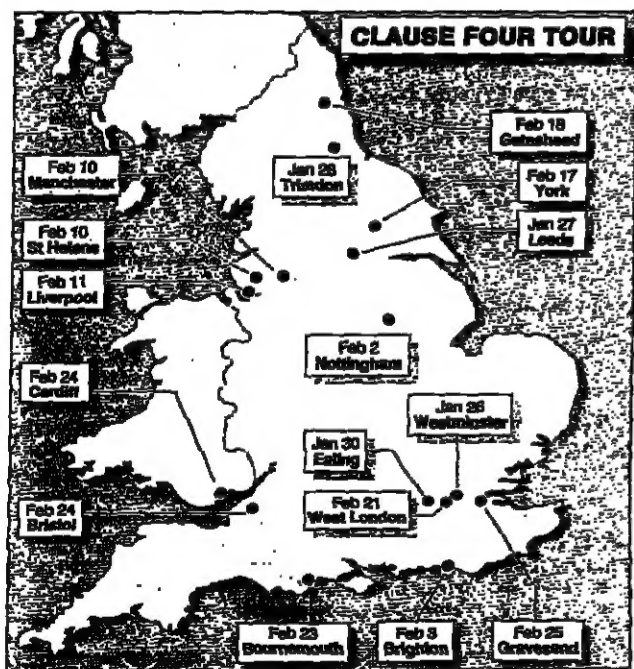 CLAUSE FOUR TOUR
Feb 18
Gateshead
Feb 10
Manchester
Jan 28
Trimdon
Feb 17
York
Feb 10
St Helens
Jan 27
Leeds
Feb 11
Liverpool
Feb 2
Nottingham
Feb 24
Cardiff
Jan 26
Westminster
Jan 30
Ealing
Feb 24
Bristol
Feb 21
West London
Feb 23
Bournemouth
Feb 3
Brighton
Feb 25
Gravesend